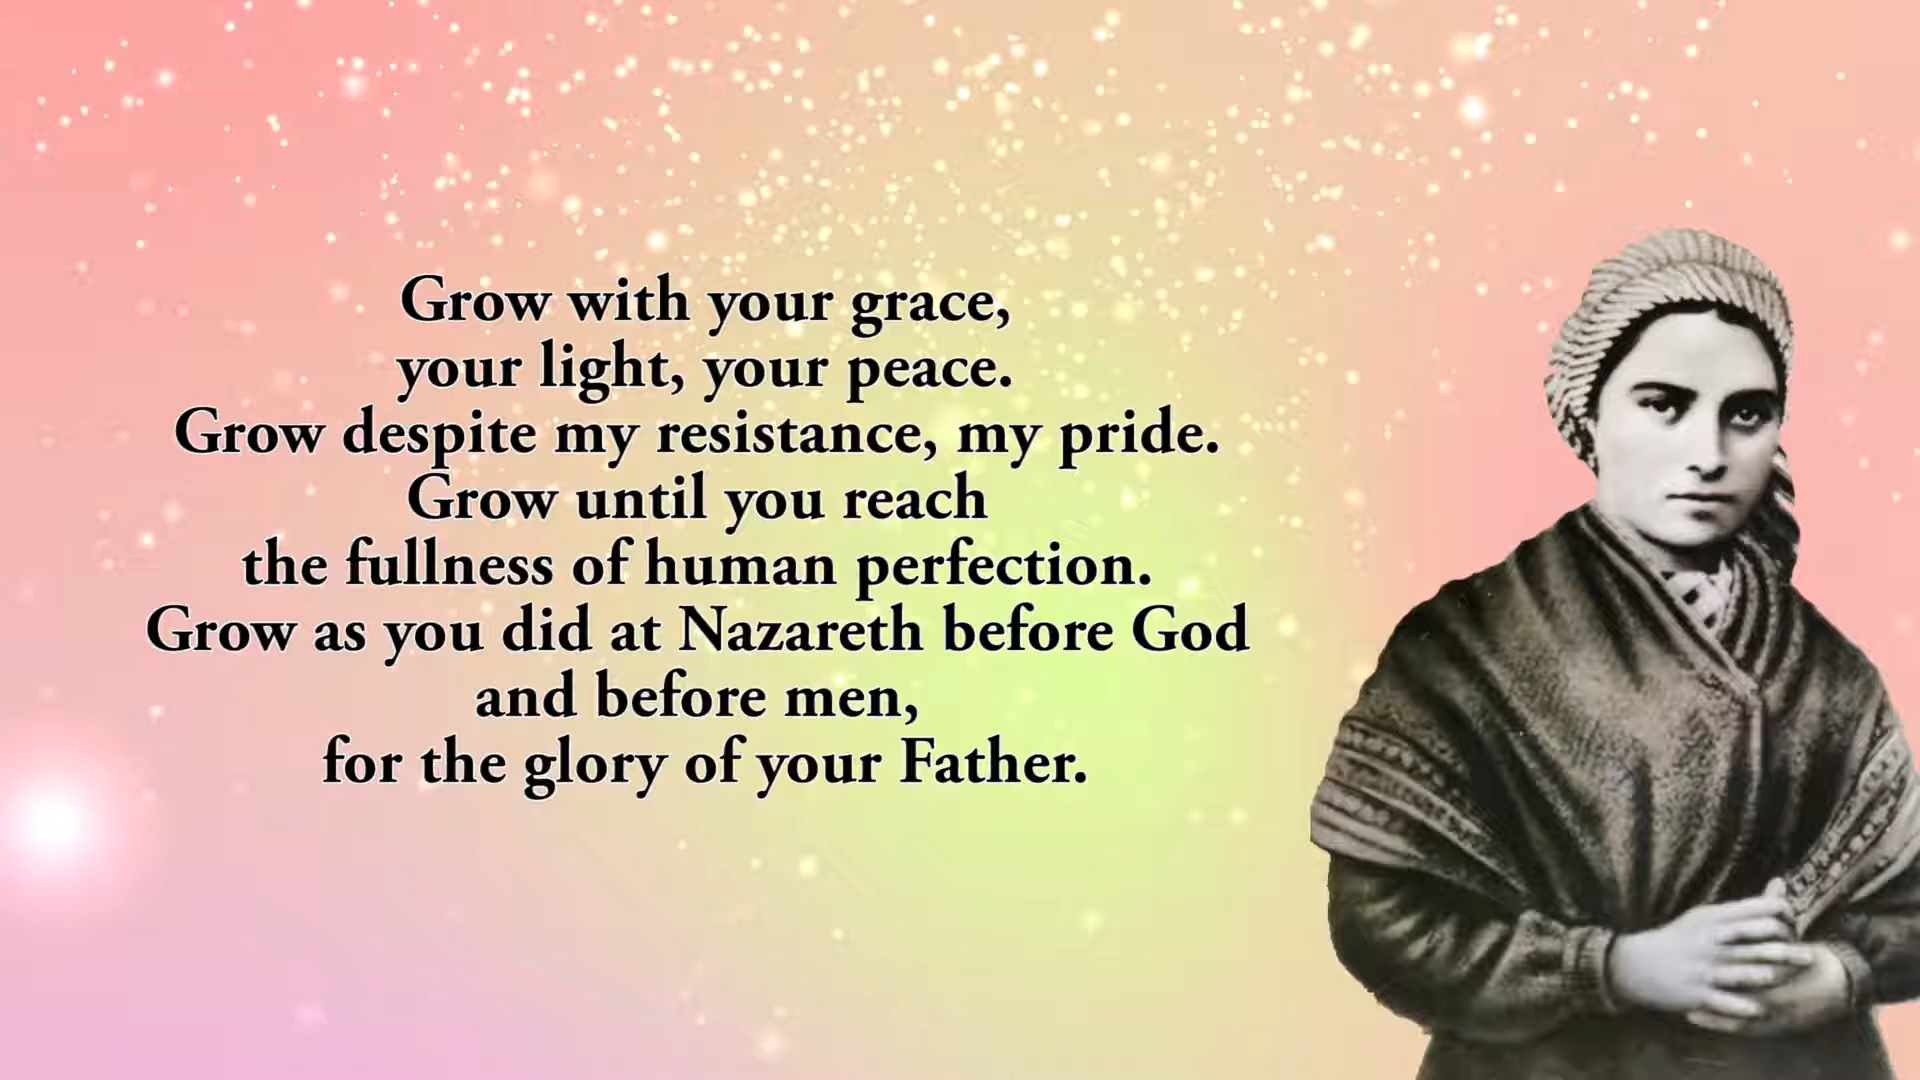 Grow with your grace,
your light, your peace.
Grow despite my resistance, my pride.
Grow until you reach
the fullness of human perfection.
Grow as you did at Nazareth before God
and before men,
for the glory of your Father.